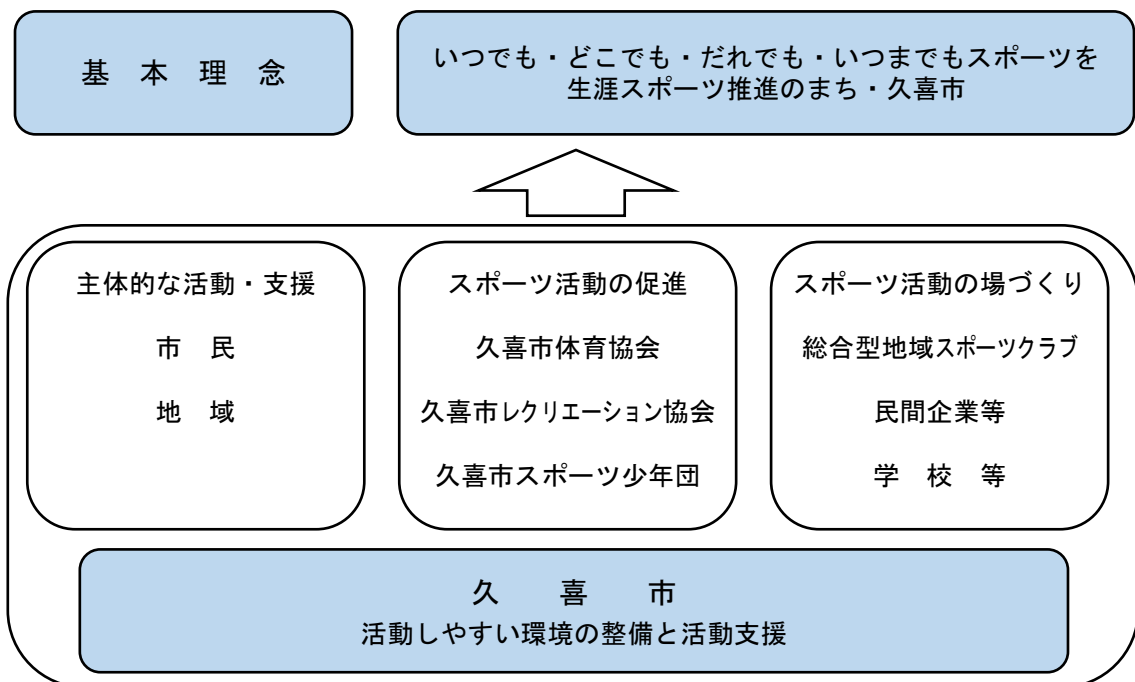 基本理念
いつでも・どこでも・だれでも・いつまでもスポーツを
生涯スポーツ推進のまち・久喜市
主体的な活動・支援
市民
地域
スポーツ活動の促進
久喜市体育協会
久喜市レクリエーション協会
久喜市スポーツ少年団
スポーツ活動の場づくり
総合型地域スポーツクラブ
民間企業等
学校等
久喜市
活動しやすい環境の整備と活動支援